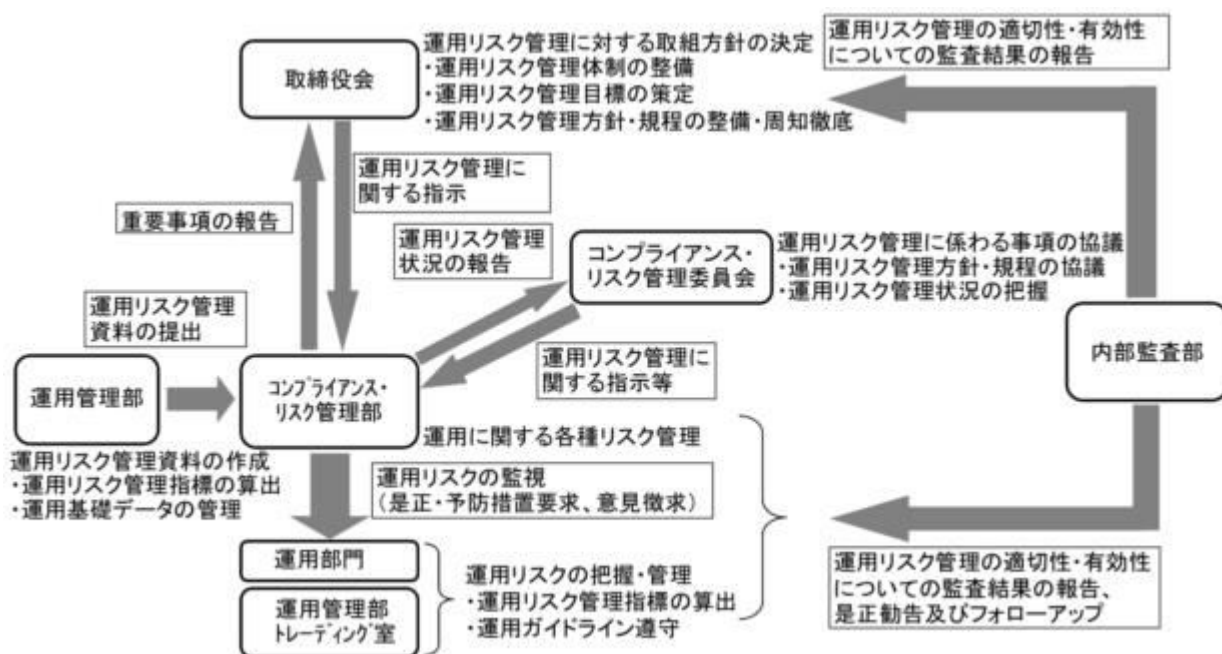 取締役会
運用リスク管理に対する取組方針の決定
・運用リスク管理体制の整備
・運用リスク管理目標の策定
・運用リスク管理方針・規程の整備・周知徹底
運用リスク管理の適切性・有効性
についての監査結果の報告
運用リスク管理に
関する指示
重要事項の報告
運用リスク管理
状況の報告
コンプライアンス・
リスク管理委員会
運用リスク管理に係わる事項の協議
・運用リスク管理方針・規程の協議
・運用リスク管理状況の把握
運用リスク管理
資料の提出
内部監査部
運用リスク管理に
関する指示等
運用管理部
ｺﾝﾌﾟﾗｲｱﾝｽ・
ﾘｽｸ管理部
運用に関する各種リスク管理
運用リスク管理資料の作成
・運用リスク管理指標の算出
・運用基礎データの管理
運用リスクの監視
（是正・予防措置要求、意見徴求）
運用部門
運用管理部
ﾄﾚｰﾃﾞｨﾝｸﾞ室
運用リスクの把握・管理
・運用リスク管理指標の算出
・運用ガイドライン遵守
運用リスク管理の適切性・有効性
についての監査結果の報告、
是正勧告及びフォローアップ